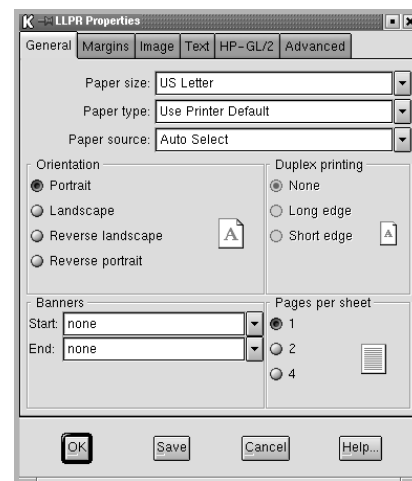 LLPR Properties
General Margins Image Text HP-GL/2 Advanced
Paper size: US Letter
Paper type: Use Printer Default
Paper source: Auto Select
Orientation
Portrait
Landscape
Reverse landscape
Reverse portrait
A
Duplex printing
None
Long edge
Short edge
A
Banners
Start: none
End: none
Pages per sheet
1
2
4
OK Save Cancel Help...